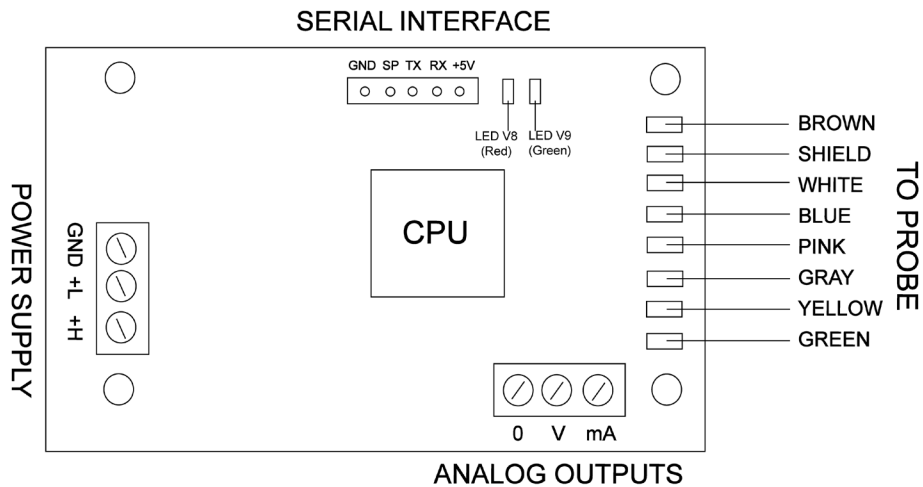 SERIAL INTERFACE
GND SP TX RX +5V
LED V8
(Red)
LED V9
(Green)
BROWN
SHIELD
WHITE
BLUE
PINK
GRAY
YELLOW
GREEN
TO PROBE
CPU
POWER SUPPLY
GND +L +H
0 V mA
ANALOG OUTPUTS